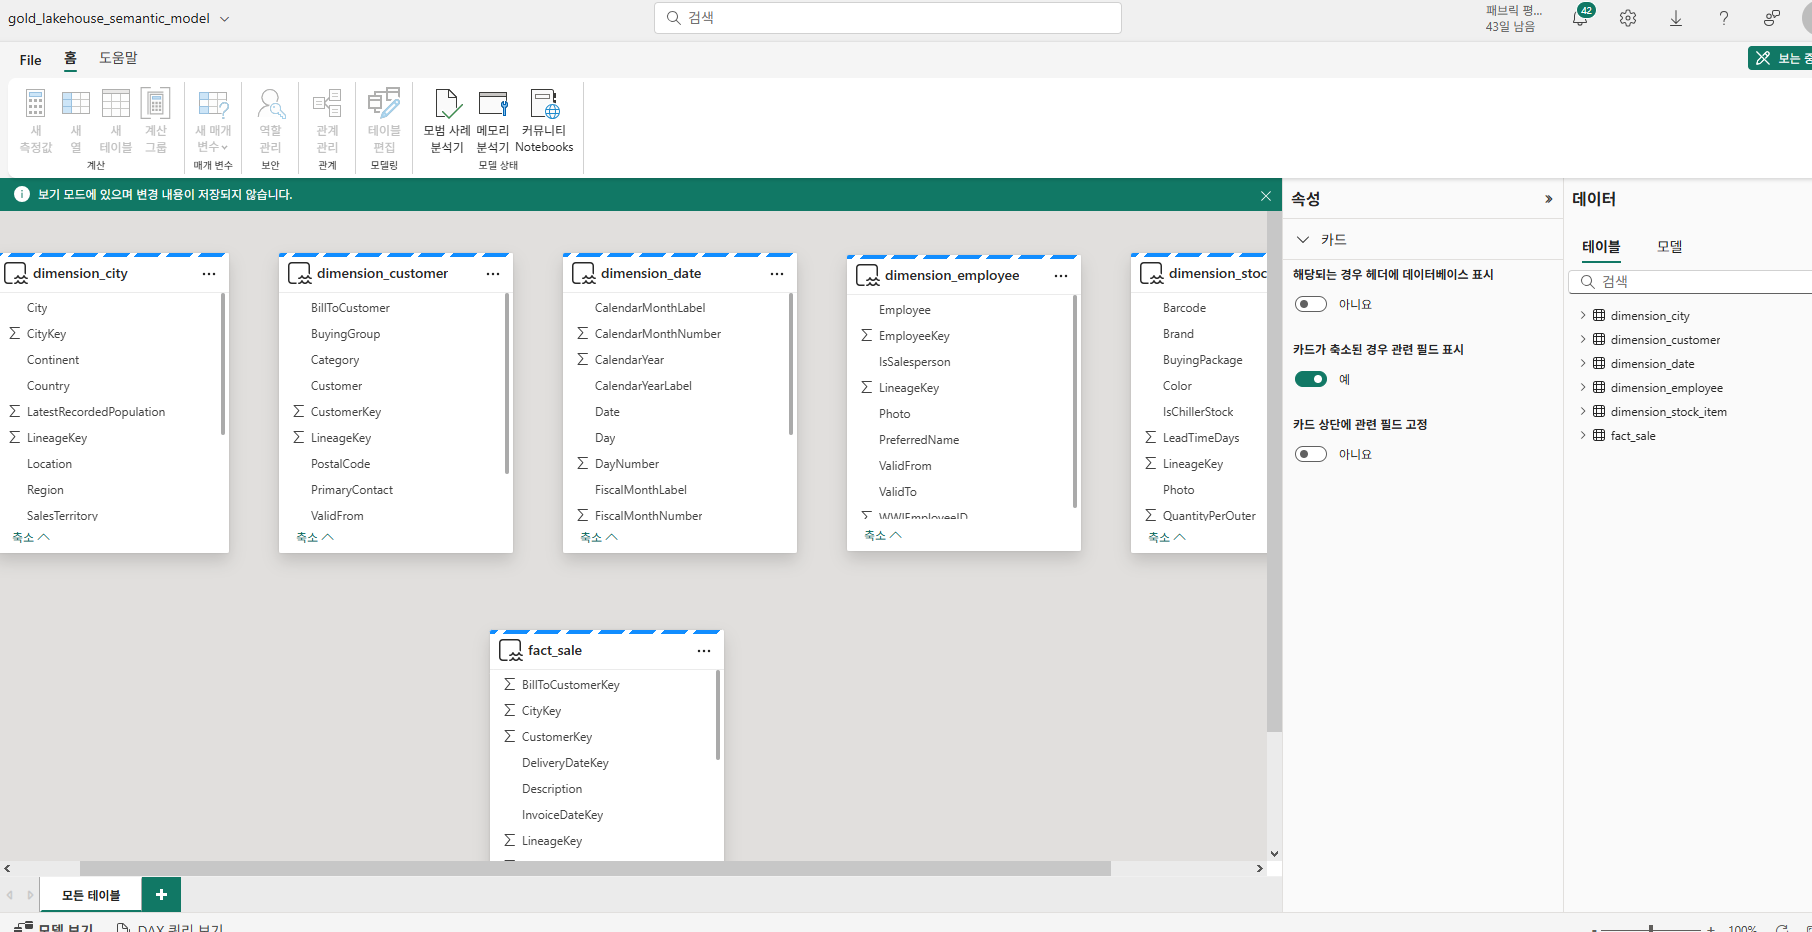 gold_lakehouse_semantic_model
검색
패브릭 평...
43일 남음
42
File
홈
도움말
보는 중
새
측정값
새
열
새
테이블
계산
그룹
계산
새 매개
변수
매개 변수
역할
관리
보안
관계
관리
관계
테이블
편집
모델링
모범 사례
분석기
메모리
분석기
커뮤니티
Notebooks
모델 상태
보기 모드에 있으며 변경 내용이 저장되지 않습니다.
dimension_city
City
CityKey
Continent
Country
LatestRecordedPopulation
LineageKey
Location
Region
SalesTerritory
축소
dimension_customer
BillToCustomer
BuyingGroup
Category
Customer
CustomerKey
LineageKey
PostalCode
PrimaryContact
ValidFrom
축소
dimension_date
CalendarMonthLabel
CalendarMonthNumber
CalendarYear
CalendarYearLabel
Date
Day
DayNumber
FiscalMonthLabel
FiscalMonthNumber
축소
dimension_employee
Employee
EmployeeKey
IsSalesperson
LineageKey
Photo
PreferredName
ValidFrom
ValidTo
WWIEmployeeID
축소
dimension_stoc
Barcode
Brand
BuyingPackage
Color
IsChillerStock
LeadTimeDays
LineageKey
Photo
QuantityPerOuter
축소
fact_sale
BillToCustomerKey
CityKey
CustomerKey
DeliveryDateKey
Description
InvoiceDateKey
LineageKey
속성
카드
해당되는 경우 헤더에 데이터베이스 표시
아니요
카드가 축소된 경우 관련 필드 표시
예
카드 상단에 관련 필드 고정
아니요
데이터
테이블
모델
검색
dimension_city
dimension_customer
dimension_date
dimension_employee
dimension_stock_item
fact_sale
모든 테이블
모델 보기
DAX 쿼리 보기
100%